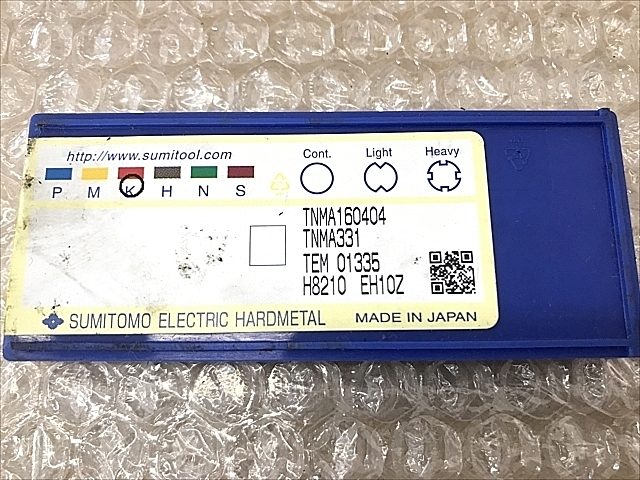 http://www.sumitool.com
P M K H N S
Cont. Light Heavy
TNMA160404
TNMA331
TEM 01335
H8210 EH10Z
SUMITOMO ELECTRIC HARDMETAL MADE IN JAPAN